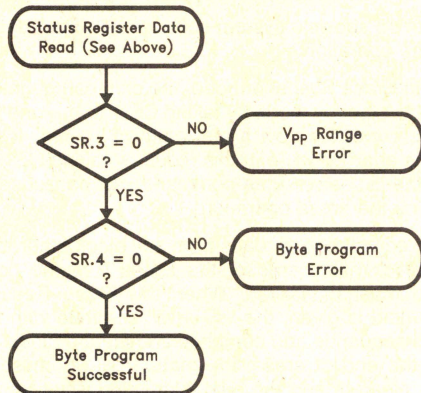 Status Register Data
Read (See Above)
SR.3 = 0
?
NO
VPP Range
Error
YES
SR.4 = 0
?
NO
Byte Program
Error
YES
Byte Program
Successful